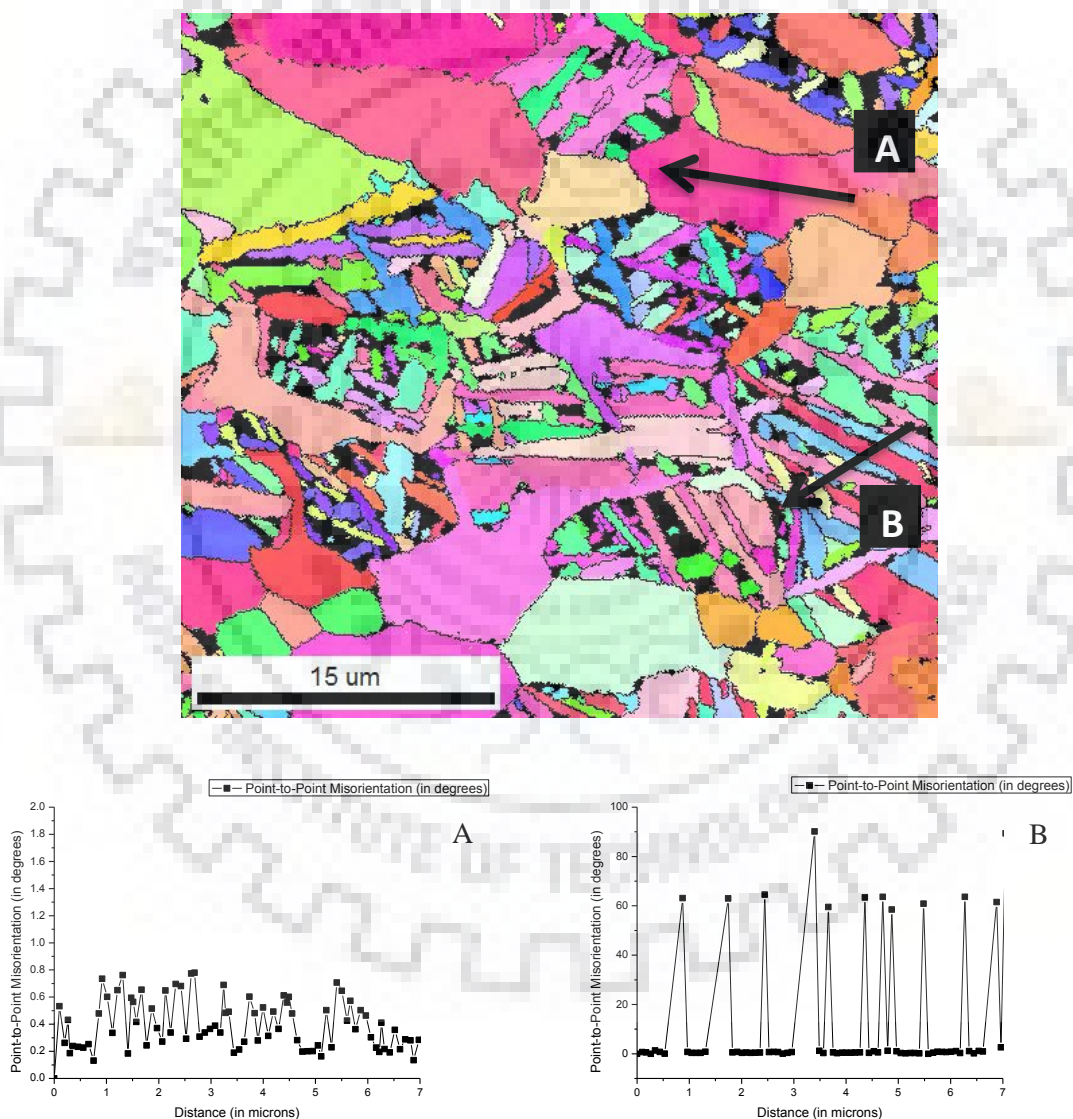 A
B
15 um
Point-to-Point Misorientation (in degrees)
A
2.0
1.8
1.6
1.4
1.2
1.0
0.8
0.6
0.4
0.2
0.0
Point-to-Point Misorientation (in degrees)
0 1 2 3 4 5 6 7
Distance (in microns)
Point-to-Point Misorientation (in degrees)
B
100
80
60
40
20
0
Point-to-Point Misorientation (in degrees)
0 1 2 3 4 5 6 7
Distance (in microns)